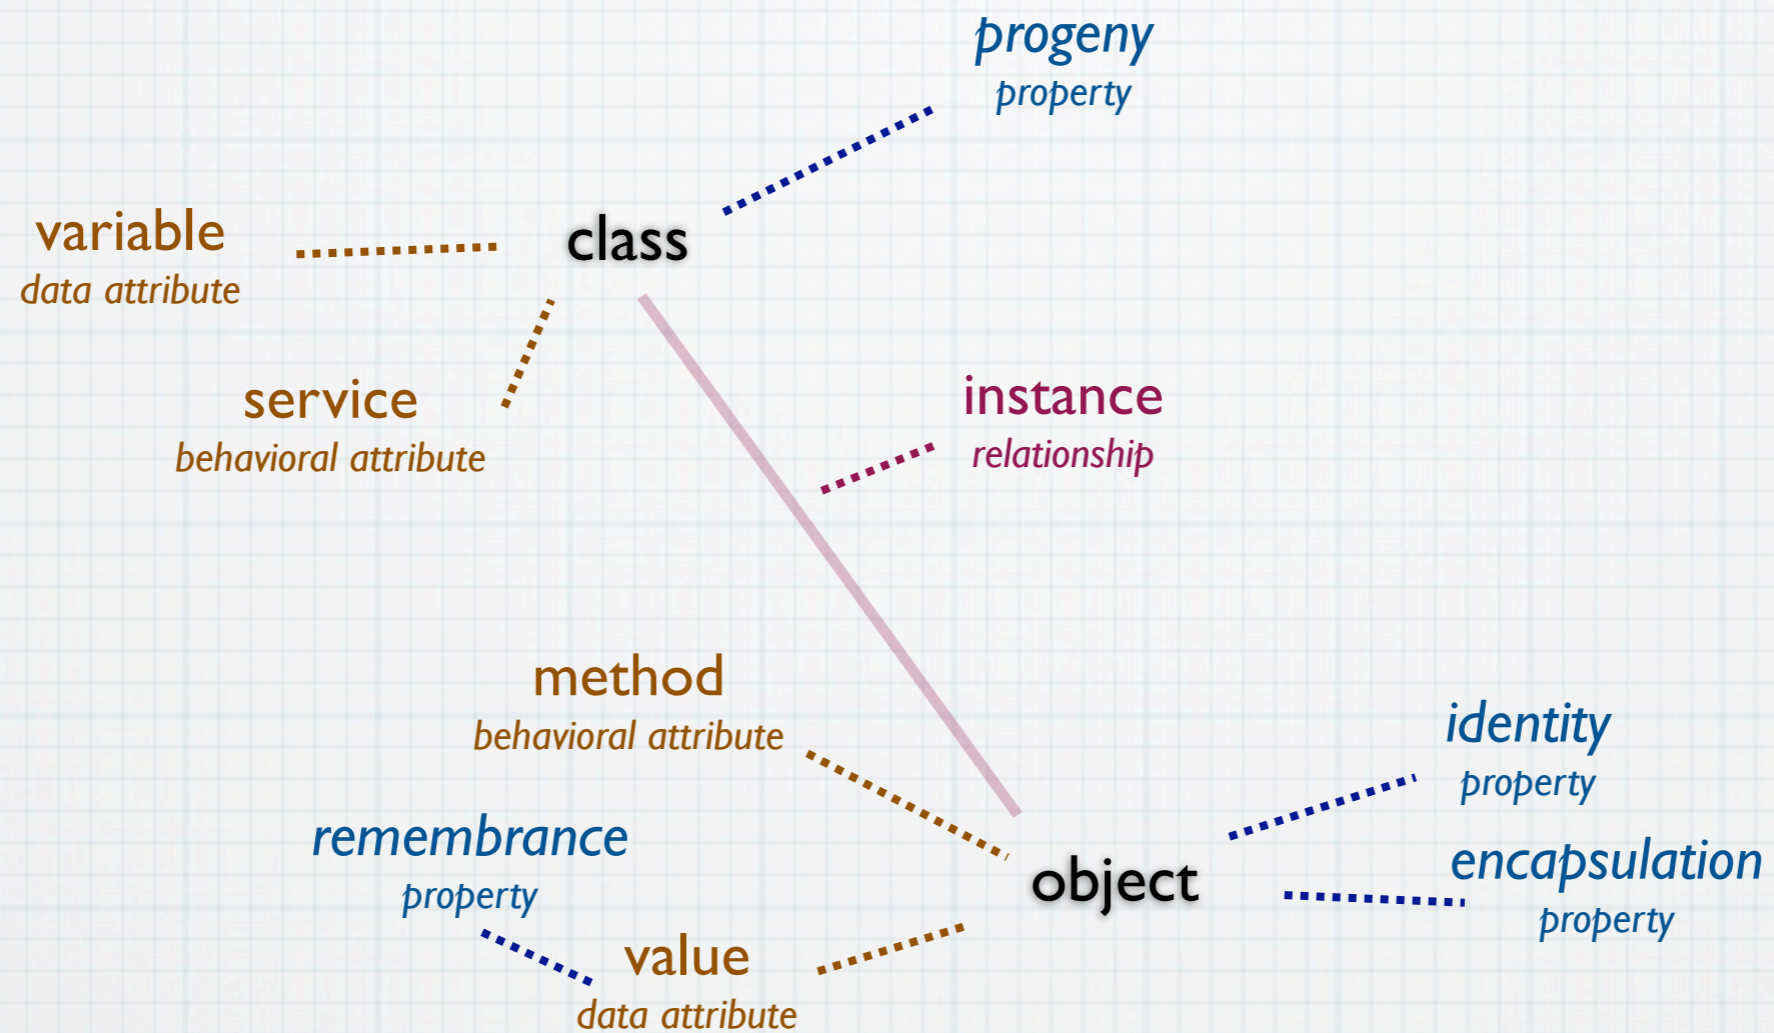 progeny
property
variable
data attribute
class
service
behavioral attribute
instance
relationship
method
behavioral attribute
identity
property
remembrance
property
object
encapsulation
property
value
data attribute